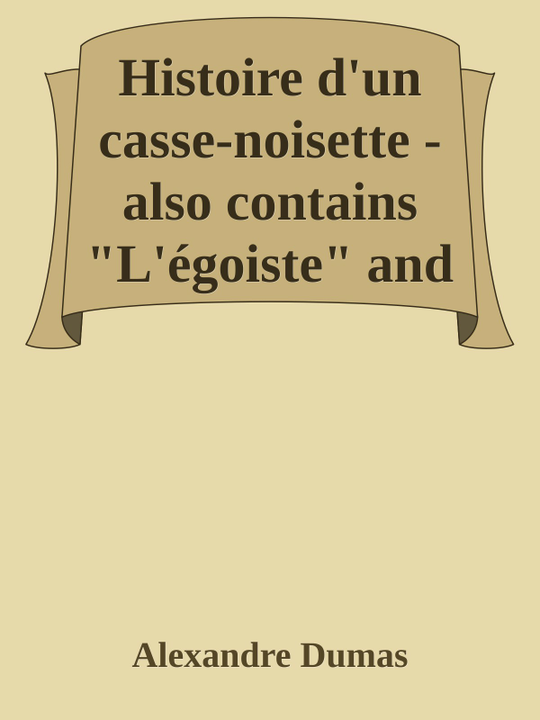 Histoire d'un
casse-noisette -
also contains
"L'égoiste" and
Alexandre Dumas